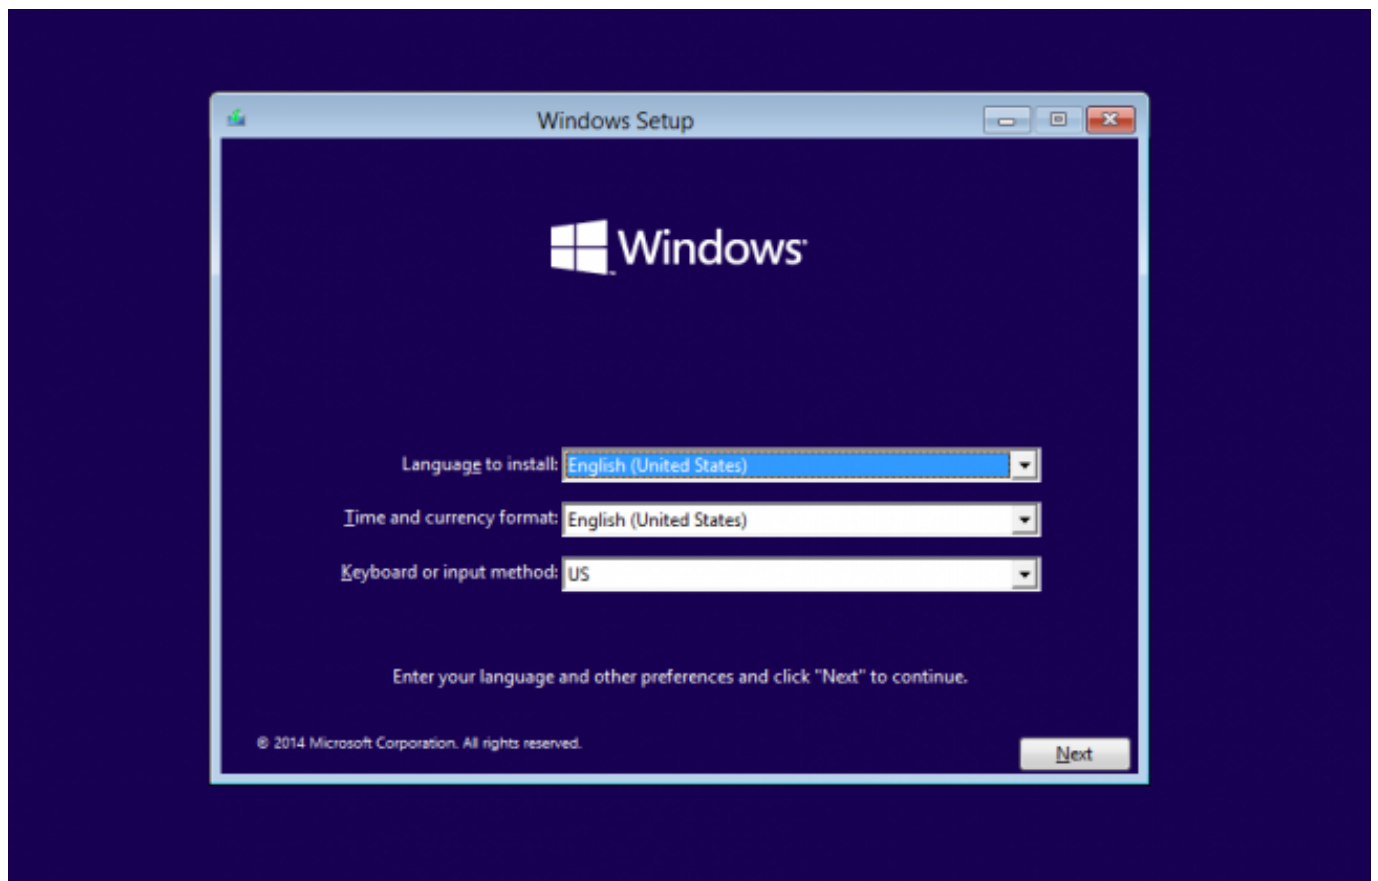 Windows Setup
Windows
Language to install: English (United States)
Time and currency format: English (United States)
Keyboard or input method: US
Enter your language and other preferences and click "Next" to continue.
© 2014 Microsoft Corporation. All rights reserved.
Next